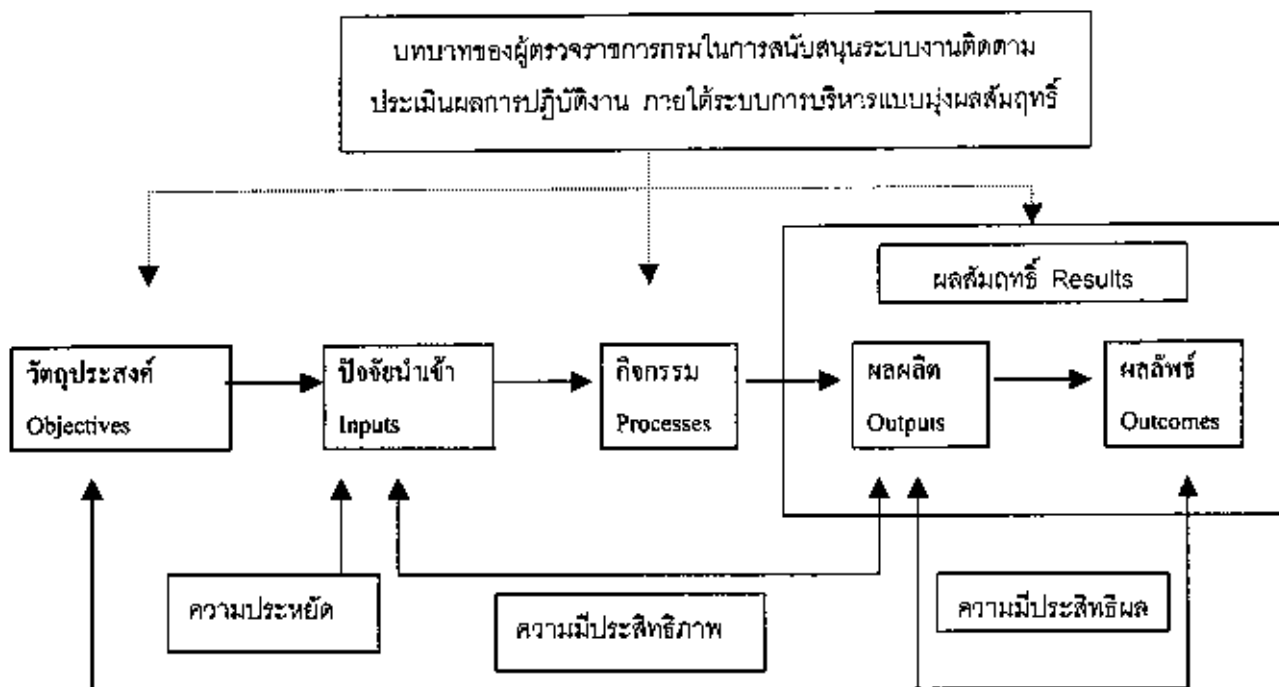 บทบาทของผู้ตรวจราชการกรมในการสนับสนุนระบบงานติดตาม
ประเมินผลการปฏิบัติงาน ภายใต้ระบบการบริหารแบบมุ่งผลสัมฤทธิ์
ผลสัมฤทธิ์ Results
วัตถุประสงค์
Objectives
ปัจจัยนำเข้า
Inputs
กิจกรรม
Processes
ผลผลิต
Outputs
ผลลัพธ์
Outcomes
ความประหยัด
ความมีประสิทธิภาพ
ความมีประสิทธิผล